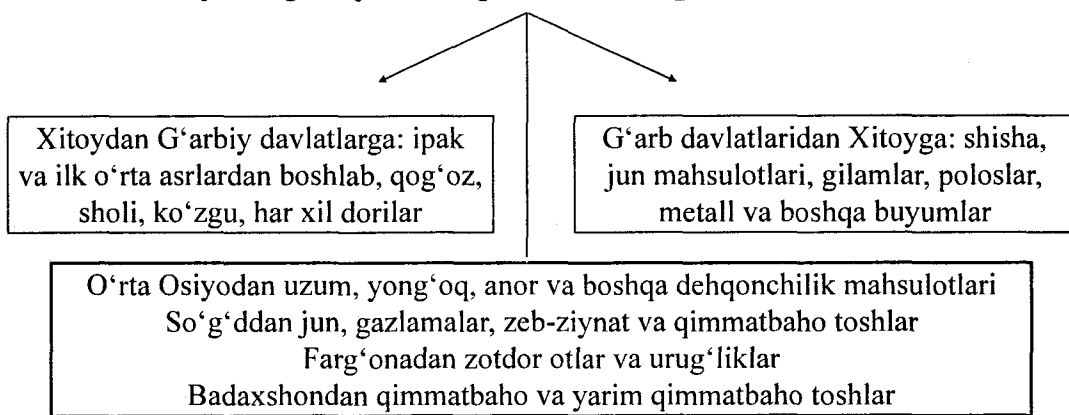 Xitoydan G‘arbiy davlatlarga: ipak
va ilk o‘rta asrlardan boshlab, qog‘oz,
sholi, ko‘zgu, har xil dorilar
G‘arb davlatlaridan Xitoyga: shisha,
jun mahsulotlari, gilamlar, poloslar,
metall va boshqa buyumlar
O‘rta Osiyodan uzum, yong‘oq, anor va boshqa dehqonchilik mahsulotlari
So‘g‘ddan jun, gazlamalar, zeb-ziynat va qimmatbaho toshlar
Farg‘onadan zotdor otlar va urug‘liklar
Badaxshondan qimmatbaho va yarim qimmatbaho toshlar